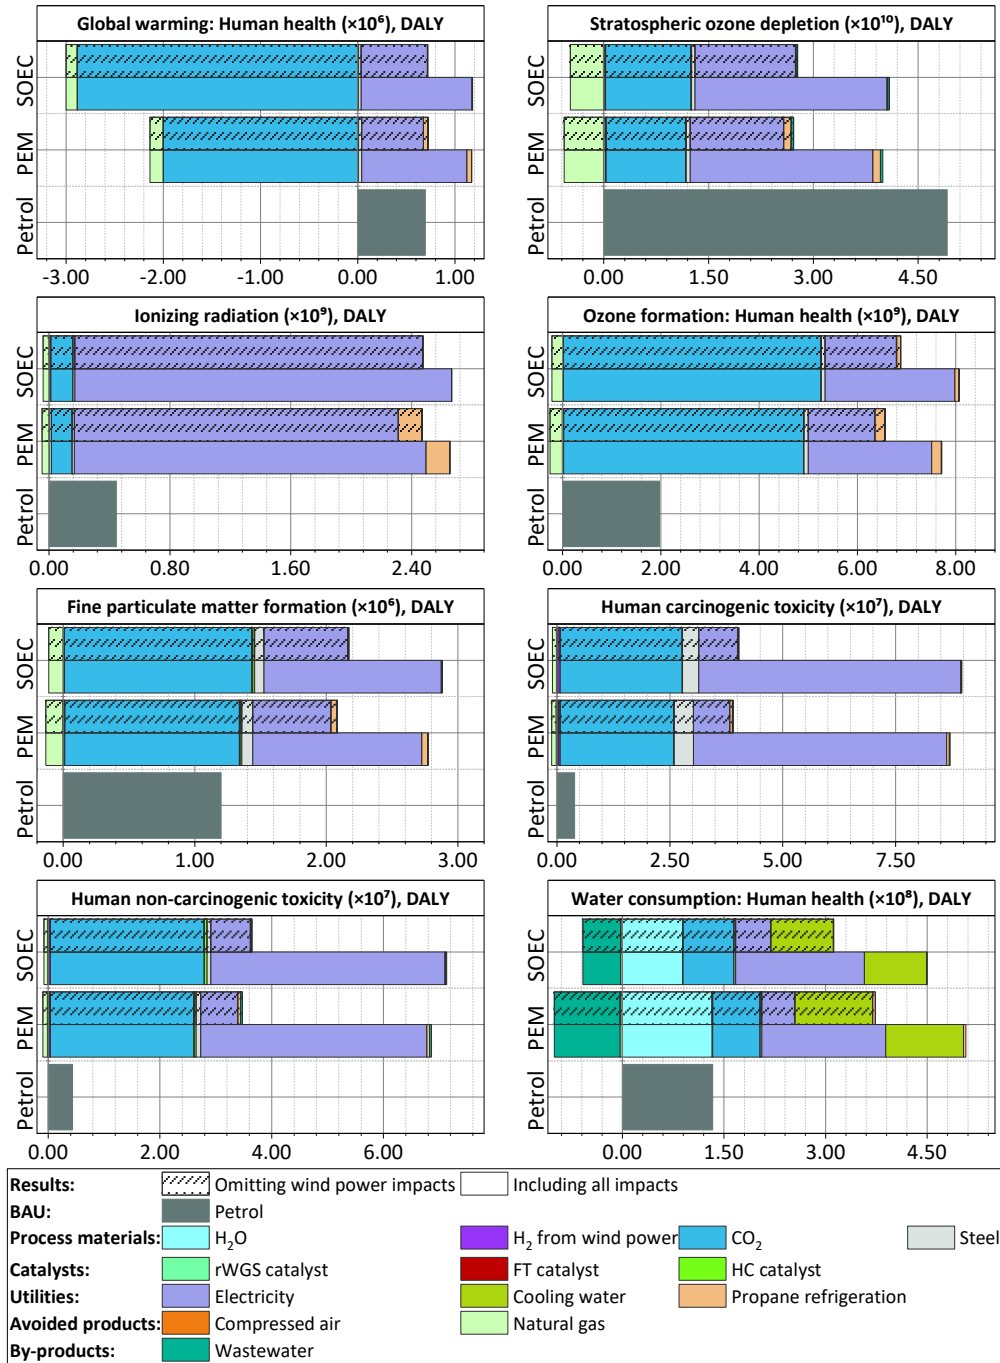 Global warming: Human health (×10⁶), DALY
SOEC
PEM
Petrol
-3.00 -2.00 -1.00 0.00 1.00
Stratospheric ozone depletion (×10¹⁰), DALY
SOEC
PEM
Petrol
0.00 1.50 3.00 4.50
Ionizing radiation (×10⁹), DALY
SOEC
PEM
Petrol
0.00 0.80 1.60 2.40
Ozone formation: Human health (×10⁹), DALY
SOEC
PEM
Petrol
0.00 2.00 4.00 6.00 8.00
Fine particulate matter formation (×10⁶), DALY
SOEC
PEM
Petrol
0.00 1.00 2.00 3.00
Human carcinogenic toxicity (×10⁷), DALY
SOEC
PEM
Petrol
0.00 2.50 5.00 7.50
Human non-carcinogenic toxicity (×10⁷), DALY
SOEC
PEM
Petrol
0.00 2.00 4.00 6.00
Water consumption: Human health (×10⁸), DALY
SOEC
PEM
Petrol
0.00 1.50 3.00 4.50
Results: Omitting wind power impacts Including all impacts
BAU: Petrol
Process materials: H₂O H₂ from wind power CO₂ Steel
Catalysts: rWGS catalyst FT catalyst HC catalyst
Utilities: Electricity Cooling water Propane refrigeration
Avoided products: Compressed air Natural gas
By-products: Wastewater